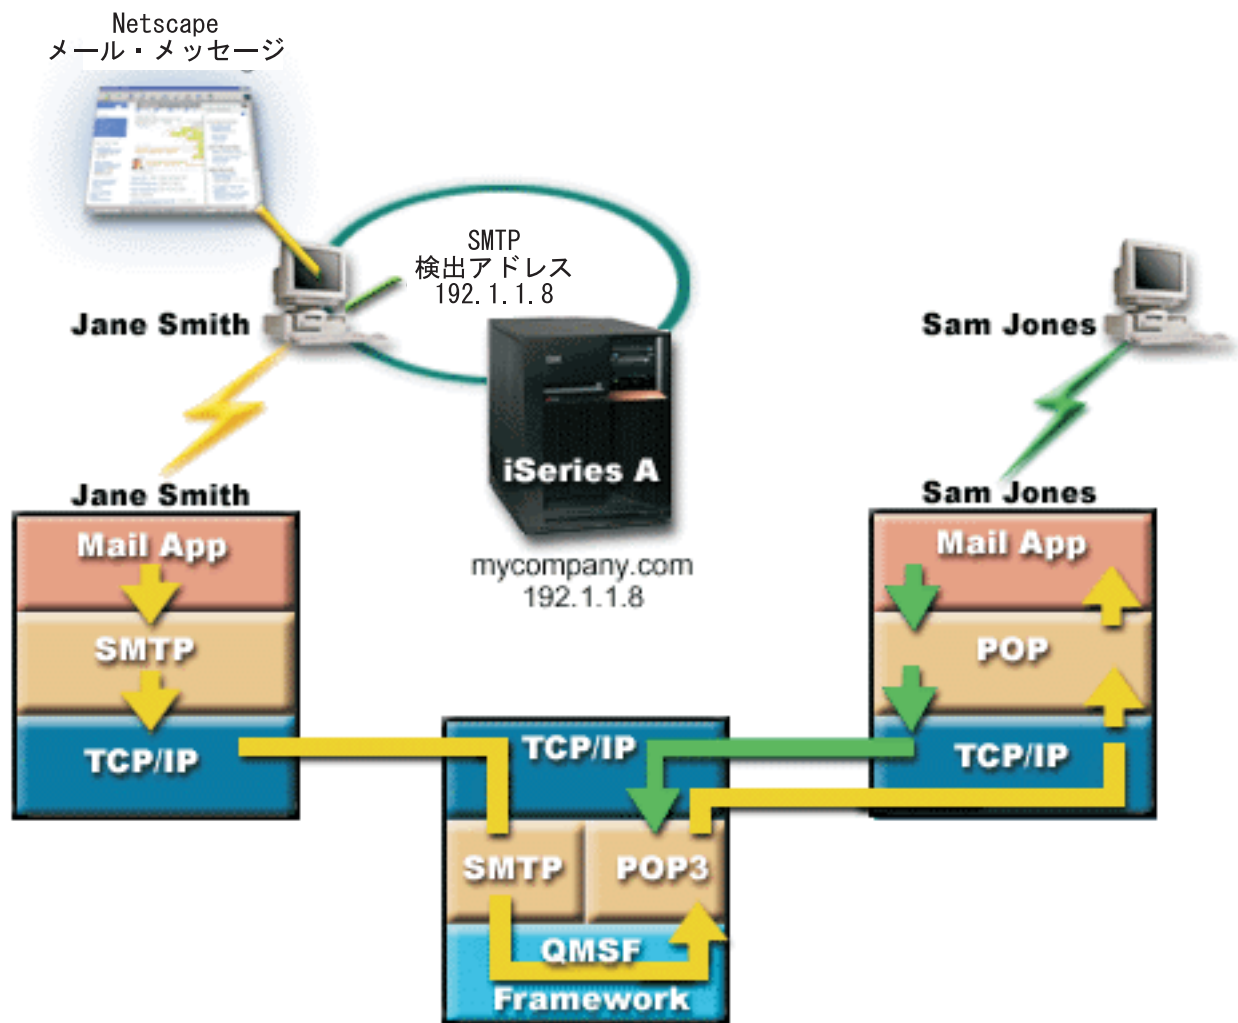 Netscape
メール・メッセージ
SMTP
検出アドレス
192.1.1.8
Jane Smith
Sam Jones
iSeries A
mycompany.com
192.1.1.8
Jane Smith
Mail App
SMTP
TCP/IP
Sam Jones
Mail App
POP
TCP/IP
TCP/IP
SMTP
POP3
QMSF
Framework